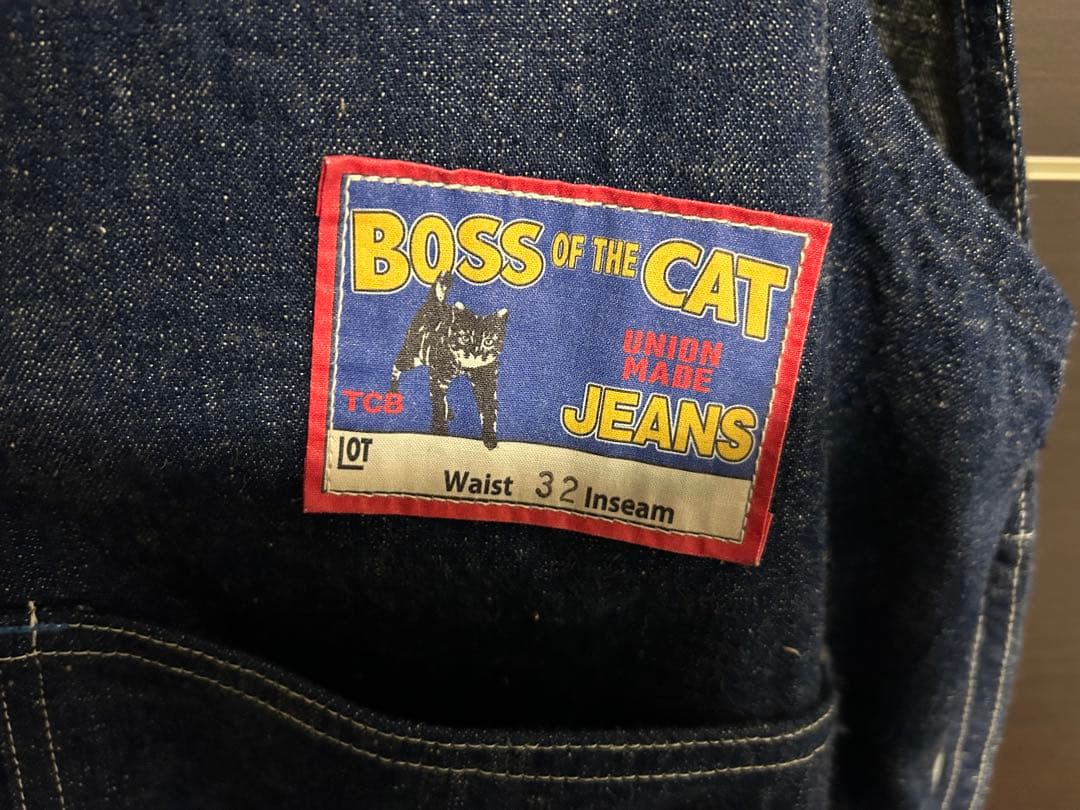 BOSS OF THE CAT
UNION
MADE
TCB
JEANS
LOT
Waist 32 Inseam